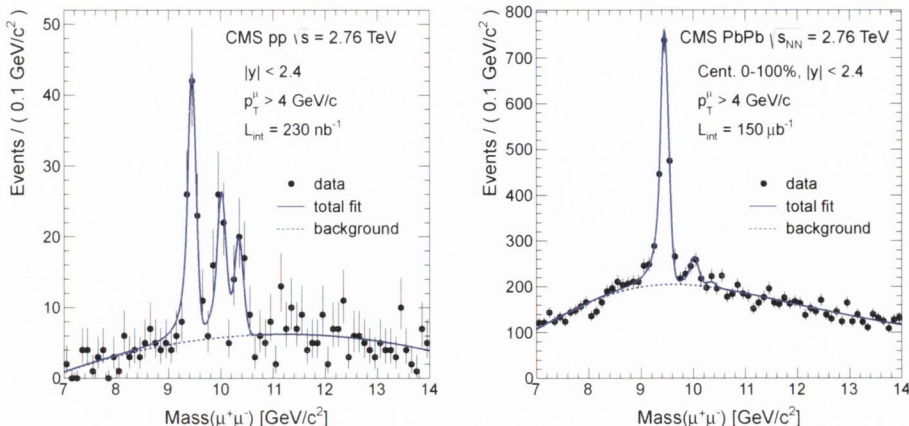 Events / ( 0.1 GeV/c² )
50
40
30
20
10
0
CMS pp √s = 2.76 TeV
|y| < 2.4
p_T^μ > 4 GeV/c
L_int = 230 nb⁻¹
data
total fit
background
7 8 9 10 11 12 13 14
Mass(μ⁺μ⁻) [GeV/c²]
Events / ( 0.1 GeV/c² )
800
700
600
500
400
300
200
100
0
CMS PbPb √s_NN = 2.76 TeV
Cent. 0-100%, |y| < 2.4
p_T^μ > 4 GeV/c
L_int = 150 μb⁻¹
data
total fit
background
7 8 9 10 11 12 13 14
Mass(μ⁺μ⁻) [GeV/c²]